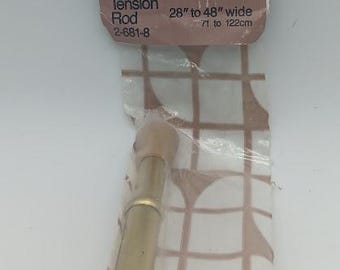 Tension
Rod
2-681-8
28" to 48" wide
71 to 122cm